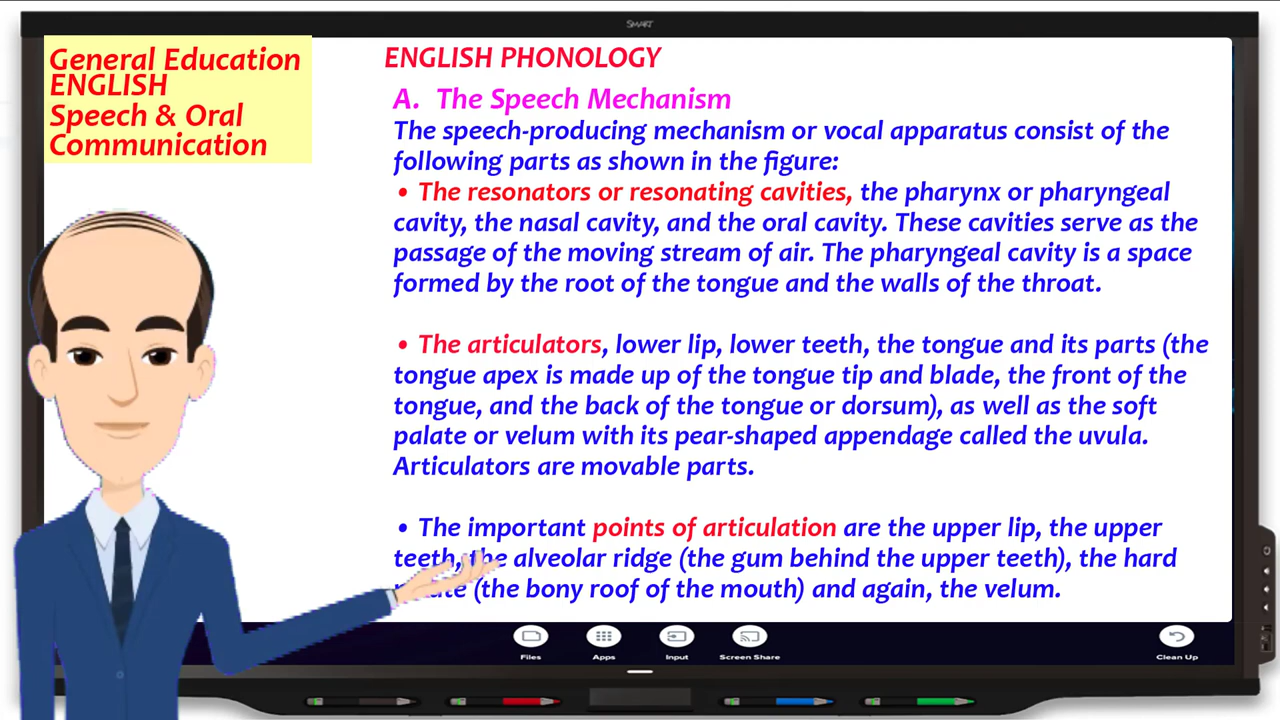 SMART
General Education
ENGLISH
Speech & Oral
Communication
ENGLISH PHONOLOGY
A. The Speech Mechanism
The speech-producing mechanism or vocal apparatus consist of the
following parts as shown in the figure:
• The resonators or resonating cavities, the pharynx or pharyngeal
cavity, the nasal cavity, and the oral cavity. These cavities serve as the
passage of the moving stream of air. The pharyngeal cavity is a space
formed by the root of the tongue and the walls of the throat.
• The articulators, lower lip, lower teeth, the tongue and its parts (the
tongue apex is made up of the tongue tip and blade, the front of the
tongue, and the back of the tongue or dorsum), as well as the soft
palate or velum with its pear-shaped appendage called the uvula.
Articulators are movable parts.
• The important points of articulation are the upper lip, the upper
teeth, the alveolar ridge (the gum behind the upper teeth), the hard
(the bony roof of the mouth) and again, the velum.
Files
Apps
Input
Screen Share
Clean Up